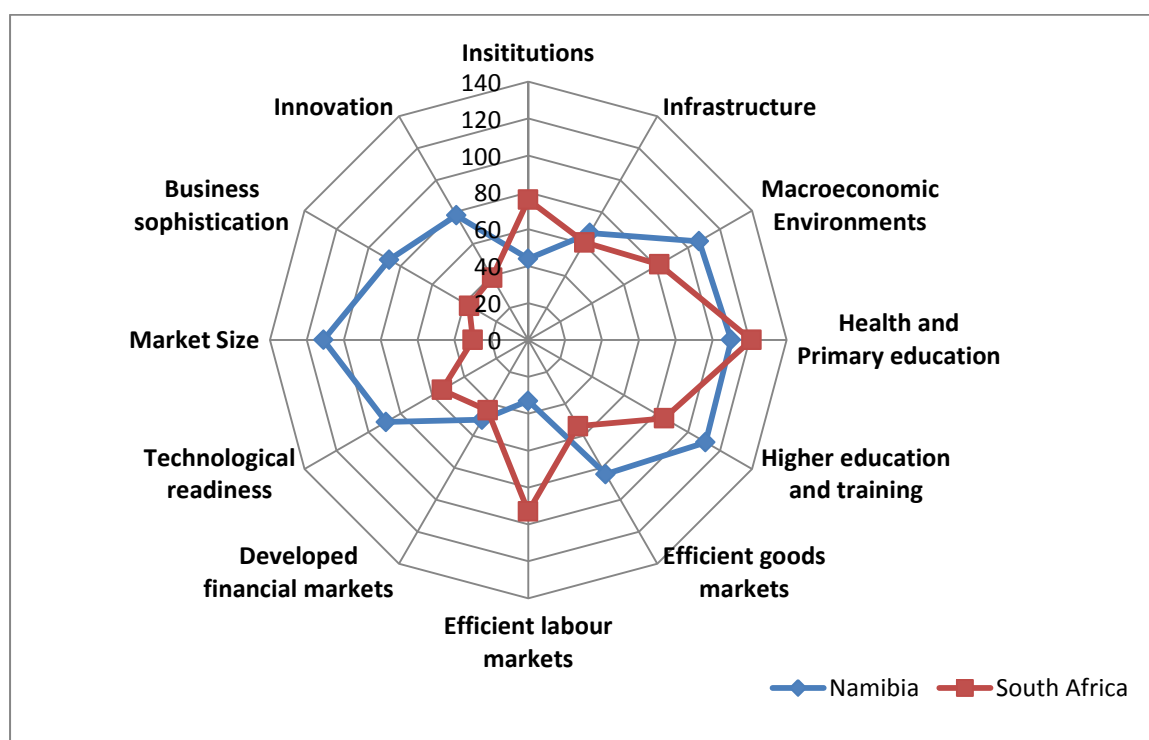 Insititutions
140
120
100
80
60
40
20
0
Infrastructure
Macroeconomic
Environments
Health and
Primary education
Higher education
and training
Efficient goods
markets
Efficient labour
markets
Developed
financial markets
Technological
readiness
Market Size
Business
sophistication
Innovation
Namibia
South Africa